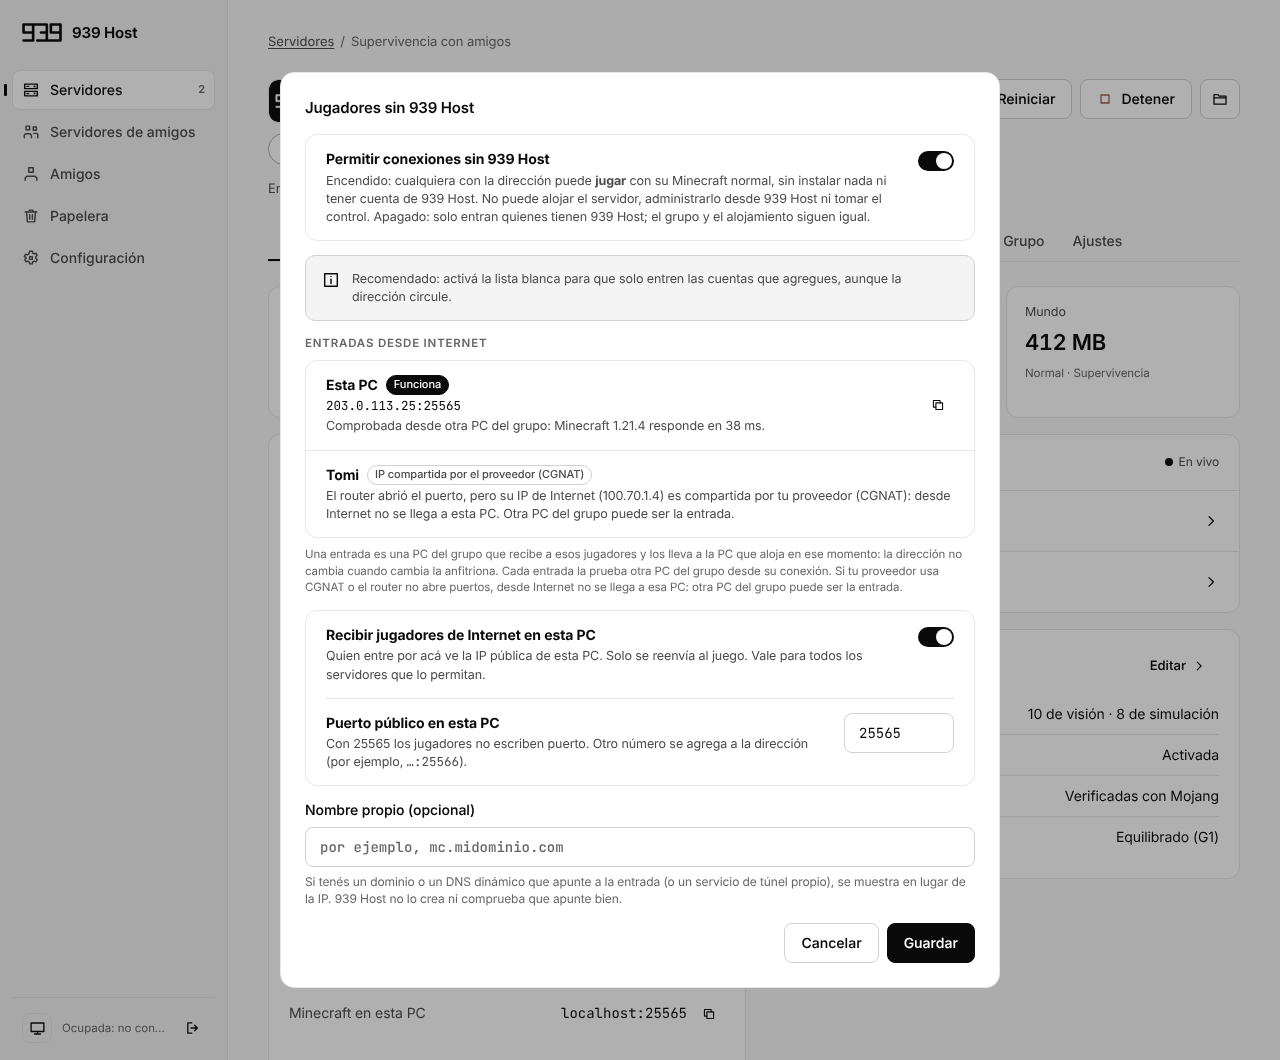 939 Host
Servidores 2
Servidores de amigos
Amigos
Papelera
Configuración
Ocupada: no con...
Servidores / Supervivencia con amigos
Reiniciar
Detener
Grupo Ajustes
Mundo
412 MB
Normal · Supervivencia
En vivo
Editar
10 de visión · 8 de simulación
Activada
Verificadas con Mojang
Equilibrado (G1)
Minecraft en esta PC localhost:25565
Jugadores sin 939 Host
Permitir conexiones sin 939 Host
Encendido: cualquiera con la dirección puede jugar con su Minecraft normal, sin instalar nada ni
tener cuenta de 939 Host. No puede alojar el servidor, administrarlo desde 939 Host ni tomar el
control. Apagado: solo entran quienes tienen 939 Host; el grupo y el alojamiento siguen igual.
Recomendado: activá la lista blanca para que solo entren las cuentas que agregues, aunque la
dirección circule.
ENTRADAS DESDE INTERNET
Esta PC Funciona
203.0.113.25:25565
Comprobada desde otra PC del grupo: Minecraft 1.21.4 responde en 38 ms.
Tomi IP compartida por el proveedor (CGNAT)
El router abrió el puerto, pero su IP de Internet (100.70.1.4) es compartida por tu proveedor (CGNAT): desde
Internet no se llega a esta PC. Otra PC del grupo puede ser la entrada.
Una entrada es una PC del grupo que recibe a esos jugadores y los lleva a la PC que aloja en ese momento: la dirección no
cambia cuando cambia la anfitriona. Cada entrada la prueba otra PC del grupo desde su conexión. Si tu proveedor usa
CGNAT o el router no abre puertos, desde Internet no se llega a esa PC: otra PC del grupo puede ser la entrada.
Recibir jugadores de Internet en esta PC
Quien entre por acá ve la IP pública de esta PC. Solo se reenvía al juego. Vale para todos los
servidores que lo permitan.
Puerto público en esta PC
Con 25565 los jugadores no escriben puerto. Otro número se agrega a la dirección
(por ejemplo, …:25566).
25565
Nombre propio (opcional)
por ejemplo, mc.midominio.com
Si tenés un dominio o un DNS dinámico que apunte a la entrada (o un servicio de túnel propio), se muestra en lugar de
la IP. 939 Host no lo crea ni comprueba que apunte bien.
Cancelar
Guardar